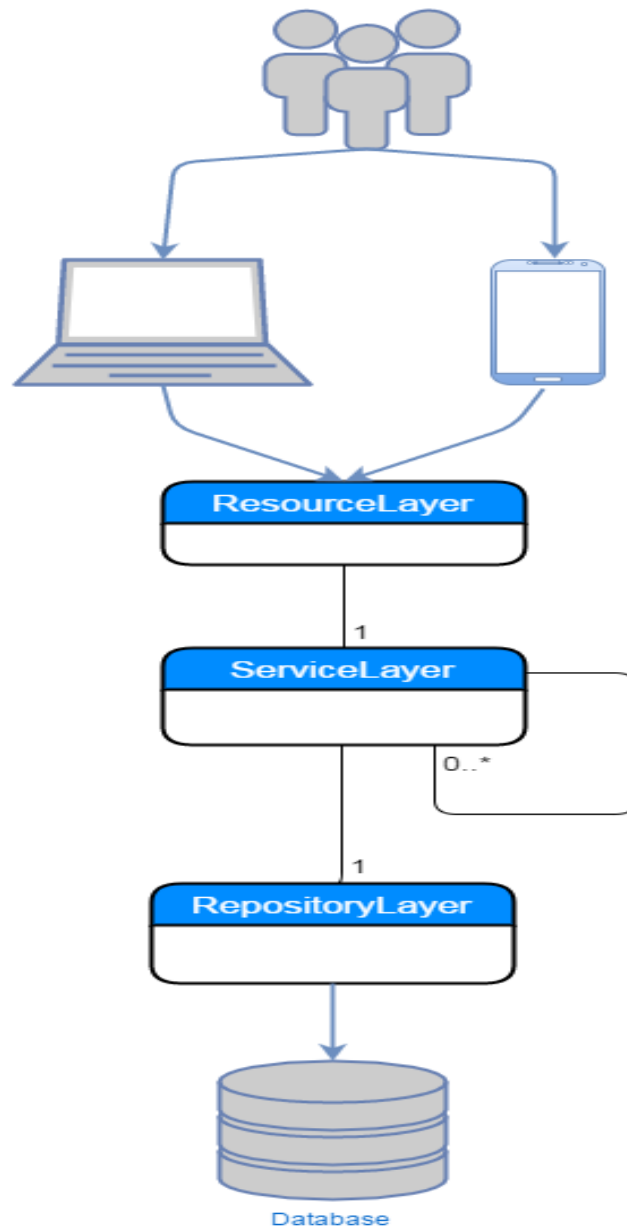 ResourceLayer
1
ServiceLayer
0..*
1
RepositoryLayer
Database